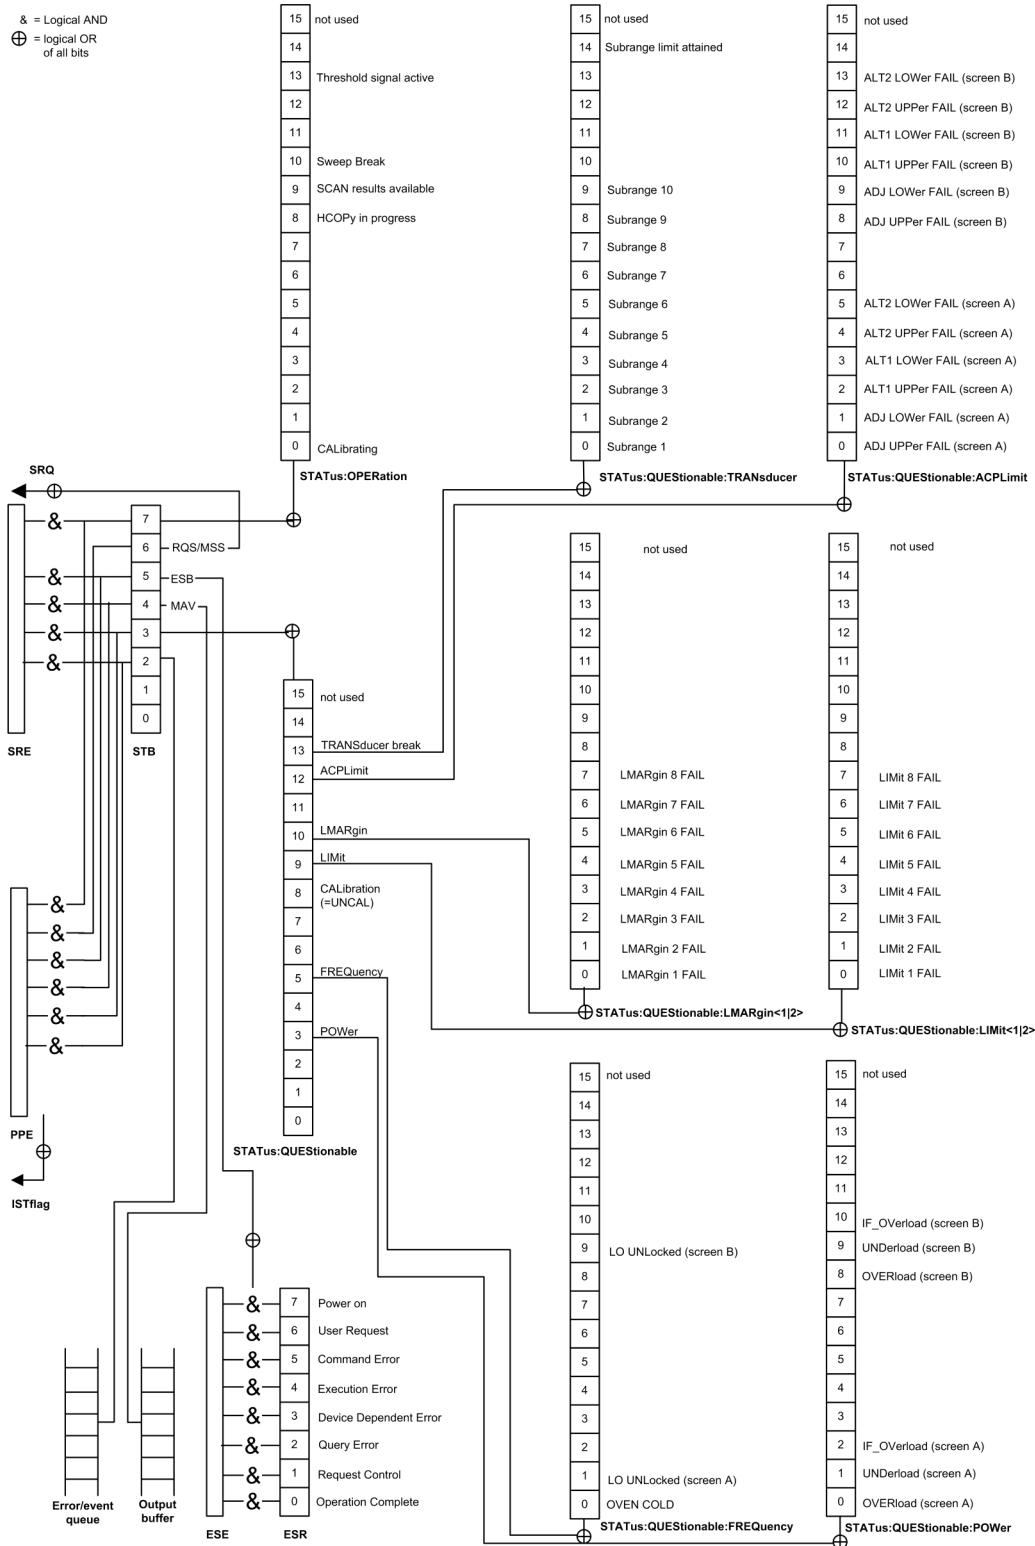 & = Logical AND
⊕ = logical OR
of all bits
15 not used
14
13 Threshold signal active
12
11
10 Sweep Break
9 SCAN results available
8 HCOPy in progress
7
6
5
4
3
2
1
0 CALibrating
STATus:OPERation
15 not used
14 Subrange limit attained
13
12
11
10
9 Subrange 10
8 Subrange 9
7 Subrange 8
6 Subrange 7
5 Subrange 6
4 Subrange 5
3 Subrange 4
2 Subrange 3
1 Subrange 2
0 Subrange 1
STATus:QUEStionable:TRANsducer
15 not used
14
13 ALT2 LOWer FAIL (screen B)
12 ALT2 UPPer FAIL (screen B)
11 ALT1 LOWer FAIL (screen B)
10 ALT1 UPPer FAIL (screen B)
9 ADJ LOWer FAIL (screen B)
8 ADJ UPPer FAIL (screen B)
7
6
5 ALT2 LOWer FAIL (screen A)
4 ALT2 UPPer FAIL (screen A)
3 ALT1 LOWer FAIL (screen A)
2 ALT1 UPPer FAIL (screen A)
1 ADJ LOWer FAIL (screen A)
0 ADJ UPPer FAIL (screen A)
STATus:QUEStionable:ACPLimit
SRQ
& 7
6 RQS/MSS
& 5 ESB
& 4 MAV
& 3
& 2
1
0
SRE
STB
15 not used
14
13 TRANSducer break
12 ACPLimit
11
10 LMARgin
9 LIMit
8 CALibration
(=UNCAL)
7
6
5 FREQuency
4
3 POWer
2
1
0
STATus:QUEStionable
15 not used
14
13
12
11
10
9
8
7 LMARgin 8 FAIL
6 LMARgin 7 FAIL
5 LMARgin 6 FAIL
4 LMARgin 5 FAIL
3 LMARgin 4 FAIL
2 LMARgin 3 FAIL
1 LMARgin 2 FAIL
0 LMARgin 1 FAIL
STATus:QUEStionable:LMARgin<1|2>
15 not used
14
13
12
11
10
9
8
7 LIMit 8 FAIL
6 LIMit 7 FAIL
5 LIMit 6 FAIL
4 LIMit 5 FAIL
3 LIMit 4 FAIL
2 LIMit 3 FAIL
1 LIMit 2 FAIL
0 LIMit 1 FAIL
STATus:QUEStionable:LIMit<1|2>
&
&
&
&
&
&
PPE
ISTflag
15 not used
14
13
12
11
10
9 LO UNLocked (screen B)
8
7
6
5
4
3
2
1 LO UNLocked (screen A)
0 OVEN COLD
STATus:QUEStionable:FREQuency
15 not used
14
13
12
11
10 IF_OVerload (screen B)
9 UNDerload (screen B)
8 OVERload (screen B)
7
6
5
4
3
2 IF_OVerload (screen A)
1 UNDerload (screen A)
0 OVERload (screen A)
STATus:QUEStionable:POWer
& 7 Power on
& 6 User Request
& 5 Command Error
& 4 Execution Error
& 3 Device Dependent Error
& 2 Query Error
& 1 Request Control
& 0 Operation Complete
ESE
ESR
Error/event
queue
Output
buffer